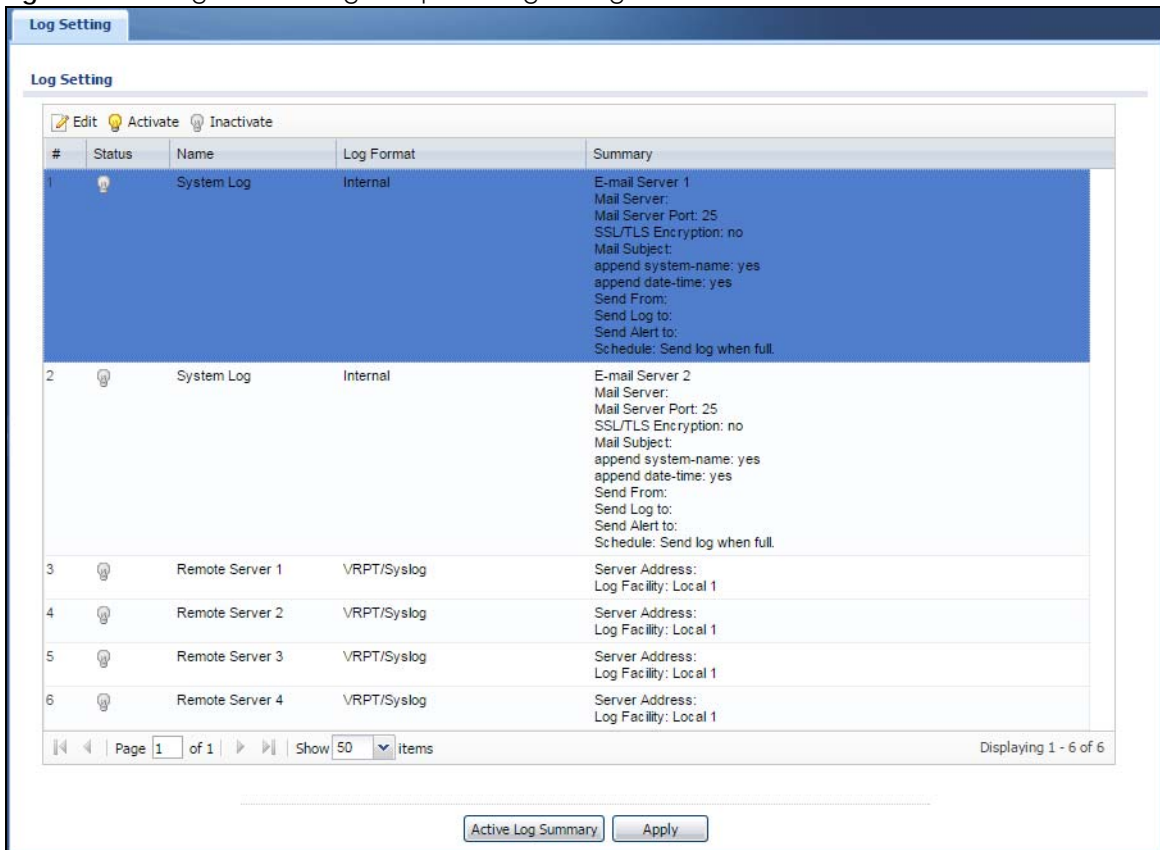 Log Setting
Log Setting
Edit Activate Inactivate
# Status Name Log Format Summary
1 System Log Internal E-mail Server 1
Mail Server:
Mail Server Port: 25
SSL/TLS Encryption: no
Mail Subject:
append system-name: yes
append date-time: yes
Send From:
Send Log to:
Send Alert to:
Schedule: Send log when full.
2 System Log Internal E-mail Server 2
Mail Server:
Mail Server Port: 25
SSL/TLS Encryption: no
Mail Subject:
append system-name: yes
append date-time: yes
Send From:
Send Log to:
Send Alert to:
Schedule: Send log when full.
3 Remote Server 1 VRPT/Syslog Server Address:
Log Facility: Local 1
4 Remote Server 2 VRPT/Syslog Server Address:
Log Facility: Local 1
5 Remote Server 3 VRPT/Syslog Server Address:
Log Facility: Local 1
6 Remote Server 4 VRPT/Syslog Server Address:
Log Facility: Local 1
Page 1 of 1 Show 50 items Displaying 1 - 6 of 6
Active Log Summary Apply